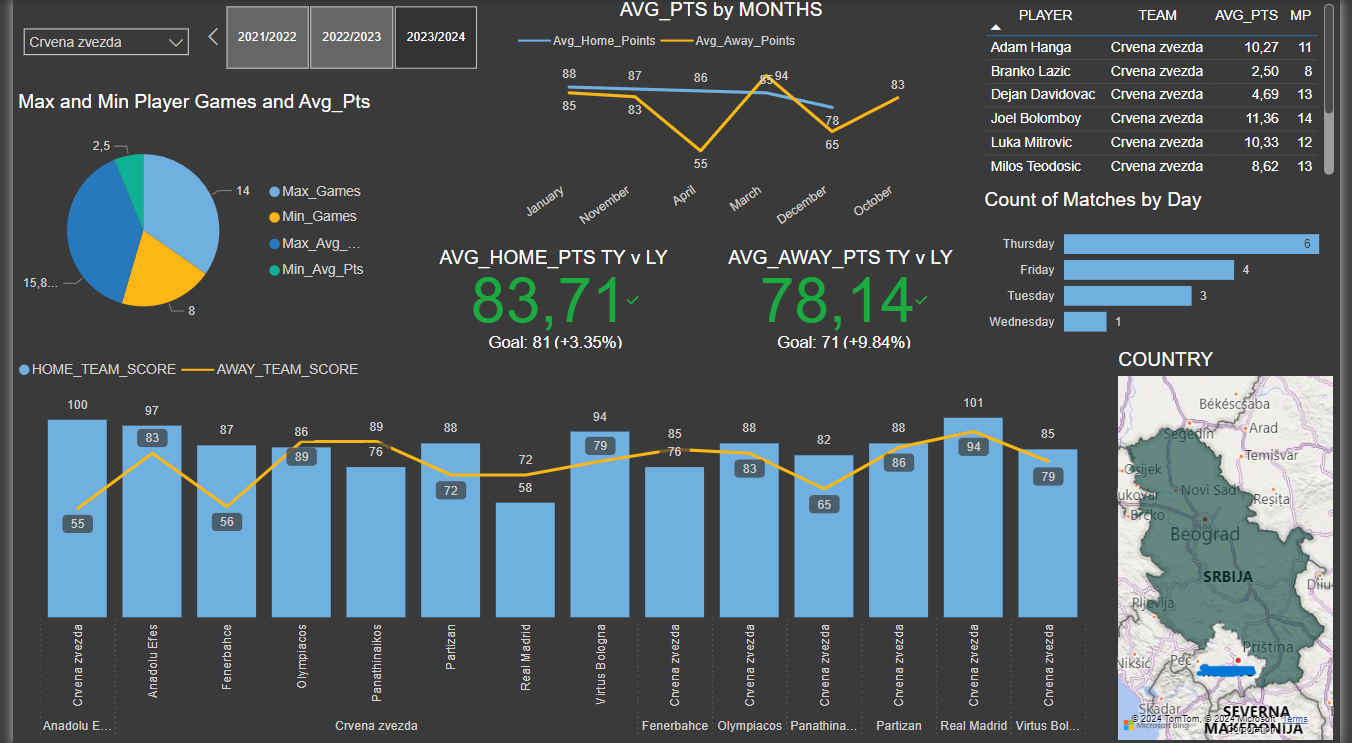 Crvena zvezda
2021/2022
2022/2023
2023/2024
Max and Min Player Games and Avg_Pts
2,5
14
15,8...
8
Max_Games
Min_Games
Max_Avg_...
Min_Avg_Pts
AVG_PTS by MONTHS
Avg_Home_Points
Avg_Away_Points
88
87
86
85
94
83
85
83
55
78
65
January
November
April
March
December
October
PLAYER TEAM AVG_PTS MP
Adam Hanga Crvena zvezda 10,27 11
Branko Lazic Crvena zvezda 2,50 8
Dejan Davidovac Crvena zvezda 4,69 13
Joel Bolomboy Crvena zvezda 11,36 14
Luka Mitrovic Crvena zvezda 10,33 12
Milos Teodosic Crvena zvezda 8,62 13
AVG_HOME_PTS TY v LY
83,71
Goal: 81 (+3.35%)
AVG_AWAY_PTS TY v LY
78,14
Goal: 71 (+9.84%)
Count of Matches by Day
Thursday 6
Friday 4
Tuesday 3
Wednesday 1
HOME_TEAM_SCORE
AWAY_TEAM_SCORE
100
97
87
86
89
88
72
94
85
88
82
88
101
85
55
83
56
89
76
72
58
79
76
83
65
86
94
79
Crvena zvezda
Anadolu Efes
Fenerbahce
Olympiacos
Panathinaikos
Partizan
Real Madrid
Virtus Bologna
Crvena zvezda
Crvena zvezda
Crvena zvezda
Crvena zvezda
Crvena zvezda
Crvena zvezda
Anadolu E...
Crvena zvezda
Fenerbahce
Olympiacos
Panathina...
Partizan
Real Madrid
Virtus Bol...
COUNTRY
Békéscsaba
Segedin
Arad
Temišvar
Osijek
Novi Sad
Reșița
ukovar
Brčko
Beograd
SRBIJA
Pljevlja
Nikšić
Peć
Priština
Skadar
SEVERNA
MAKEDONIJA
Microsoft Bing
© 2024 TomTom, © 2024 Microsoft Corporation
Terms